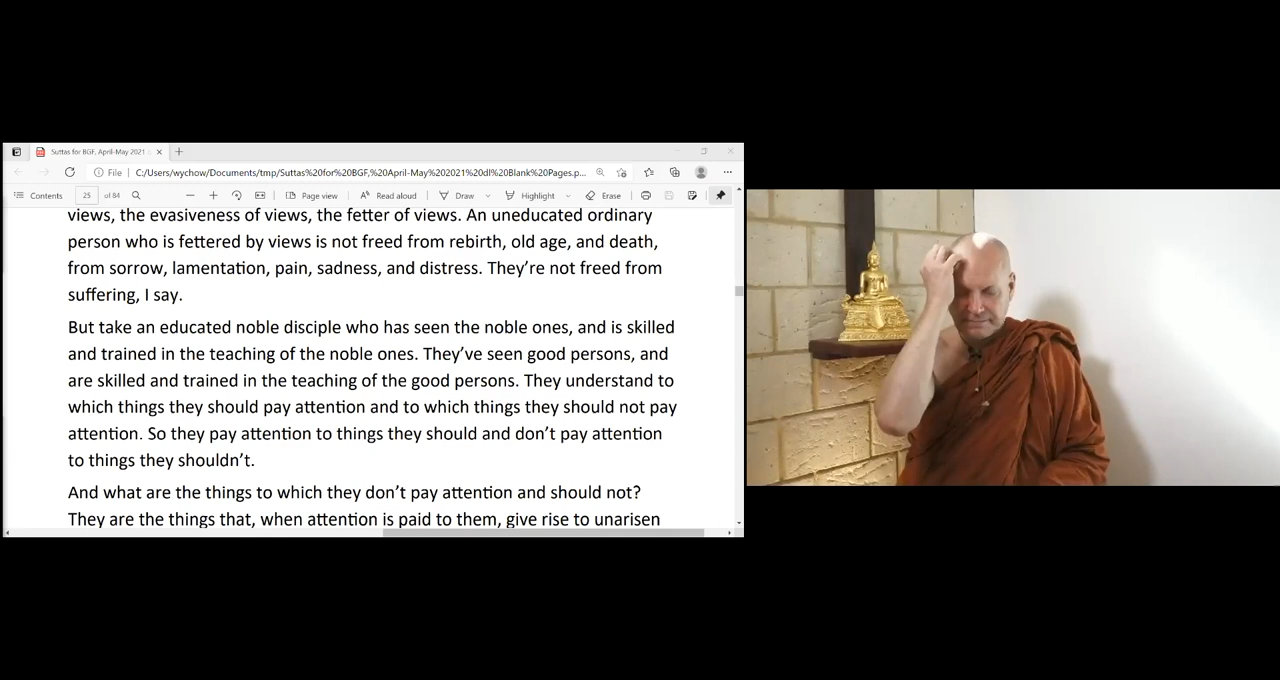 Suttas for BGF, April-May 2021
File C:/Users/wychow/Documents/tmp/Suttas%20for%20BGF,%20April-May%202021%20dl%20Blank%20Pages.p...
Contents 25 of 84 Page view Read aloud Draw Highlight Erase
views, the evasiveness of views, the fetter of views. An uneducated ordinary
person who is fettered by views is not freed from rebirth, old age, and death,
from sorrow, lamentation, pain, sadness, and distress. They’re not freed from
suffering, I say.
But take an educated noble disciple who has seen the noble ones, and is skilled
and trained in the teaching of the noble ones. They’ve seen good persons, and
are skilled and trained in the teaching of the good persons. They understand to
which things they should pay attention and to which things they should not pay
attention. So they pay attention to things they should and don’t pay attention
to things they shouldn’t.
And what are the things to which they don’t pay attention and should not?
They are the things that, when attention is paid to them, give rise to unarisen